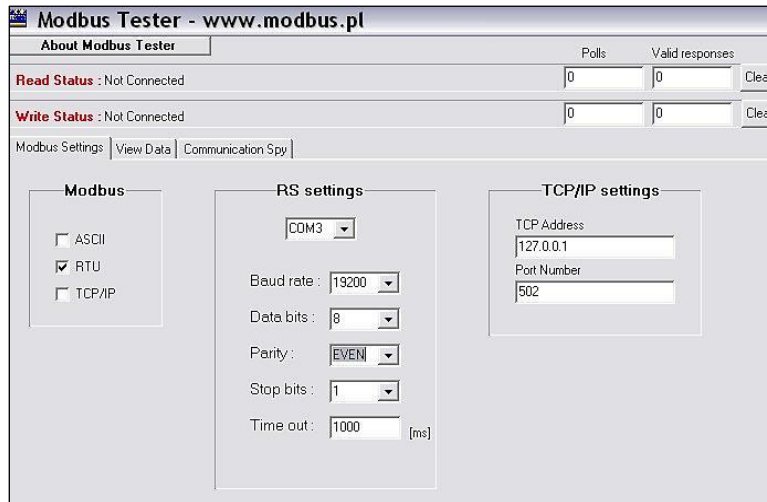 Modbus Tester - www.modbus.pl
About Modbus Tester
Polls Valid responses
Read Status : Not Connected 0 0
Write Status : Not Connected 0 0
Modbus Settings View Data Communication Spy
Modbus RS settings TCP/IP settings
COM3 TCP Address
ASCII 127.0.0.1
RTU Port Number
Baud rate : 19200
TCP/IP 502
Data bits : 8
Parity : EVEN
Stop bits : 1
Time out : 1000 [ms]